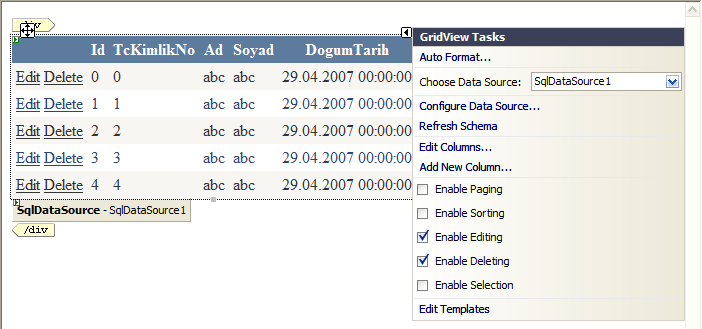 div
Id TcKimlikNo Ad Soyad DogumTarih
Edit Delete 0 0 abc abc 29.04.2007 00:00:00
Edit Delete 1 1 abc abc 29.04.2007 00:00:00
Edit Delete 2 2 abc abc 29.04.2007 00:00:00
Edit Delete 3 3 abc abc 29.04.2007 00:00:00
Edit Delete 4 4 abc abc 29.04.2007 00:00:00
SqlDataSource - SqlDataSource1
/div
GridView Tasks
Auto Format...
Choose Data Source: SqlDataSource1
Configure Data Source...
Refresh Schema
Edit Columns...
Add New Column...
Enable Paging
Enable Sorting
Enable Editing
Enable Deleting
Enable Selection
Edit Templates